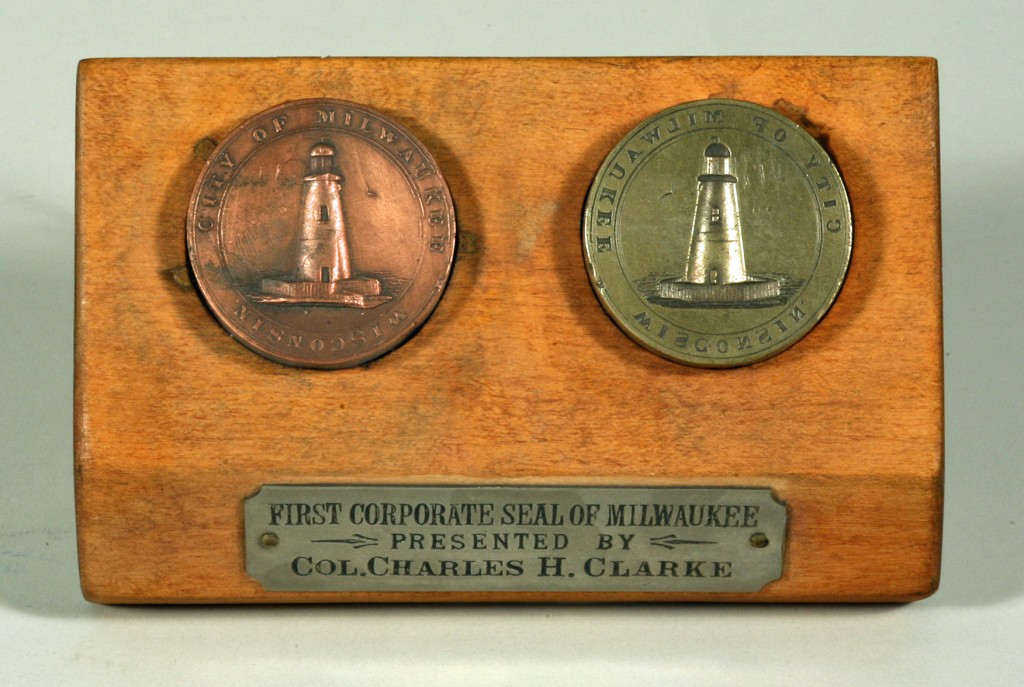 CITY OF MILWAUKEE
WISCONSIN
CITY OF MILWAUKEE
WISCONSIN.
FIRST CORPORATE SEAL OF MILWAUKEE
PRESENTED BY
COL. CHARLES H. CLARKE